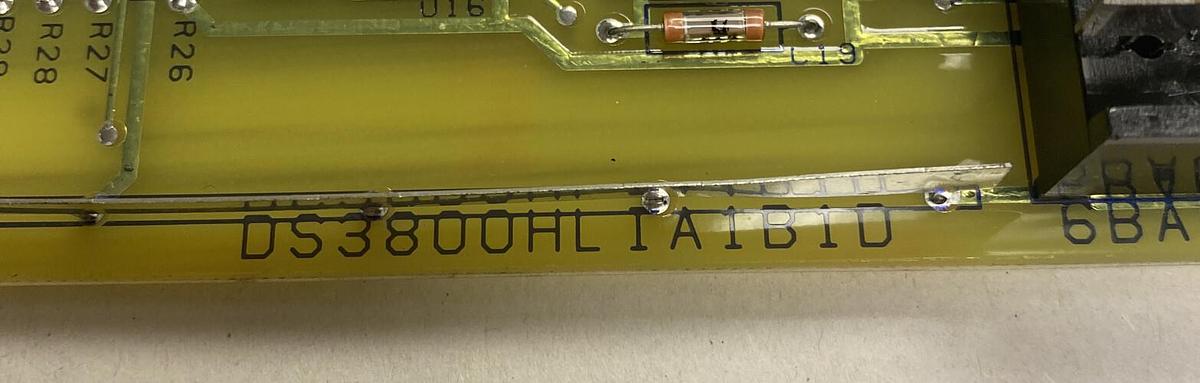 U16
R28
R27
R26
C19
DS3800HLIA1B1D
6BA